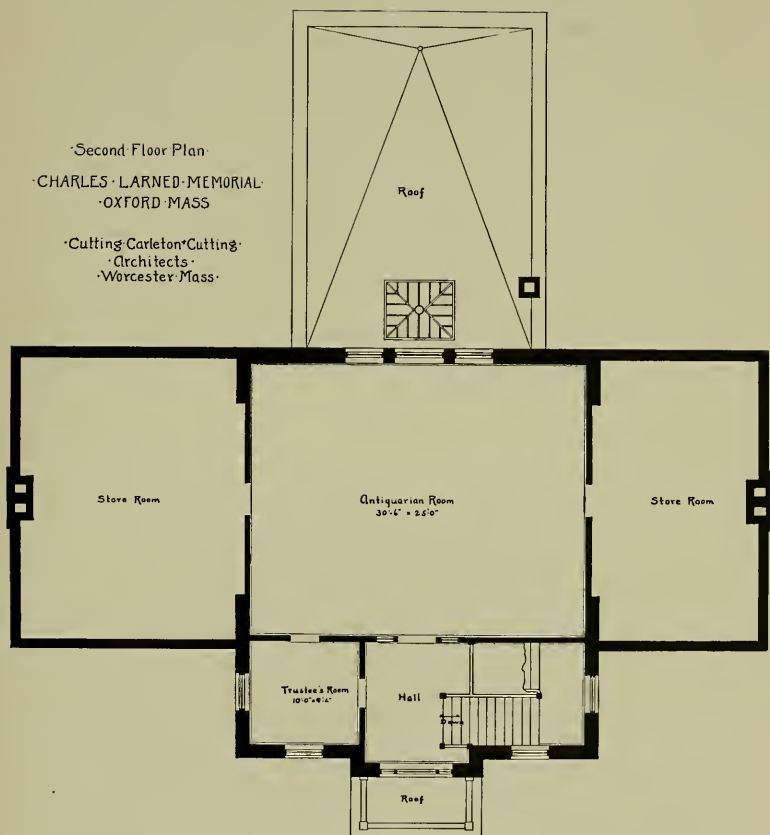 ·Second·Floor·Plan·
·CHARLES·LARNED·MEMORIAL·
·OXFORD·MASS
·Cutting·Carleton+Cutting·
·Architects·
·Worcester·Mass·
Roof
Store Room
Antiquarian Room
30'-6" × 25'0"
Store Room
Trustee's Room
Hall
Down
Roof